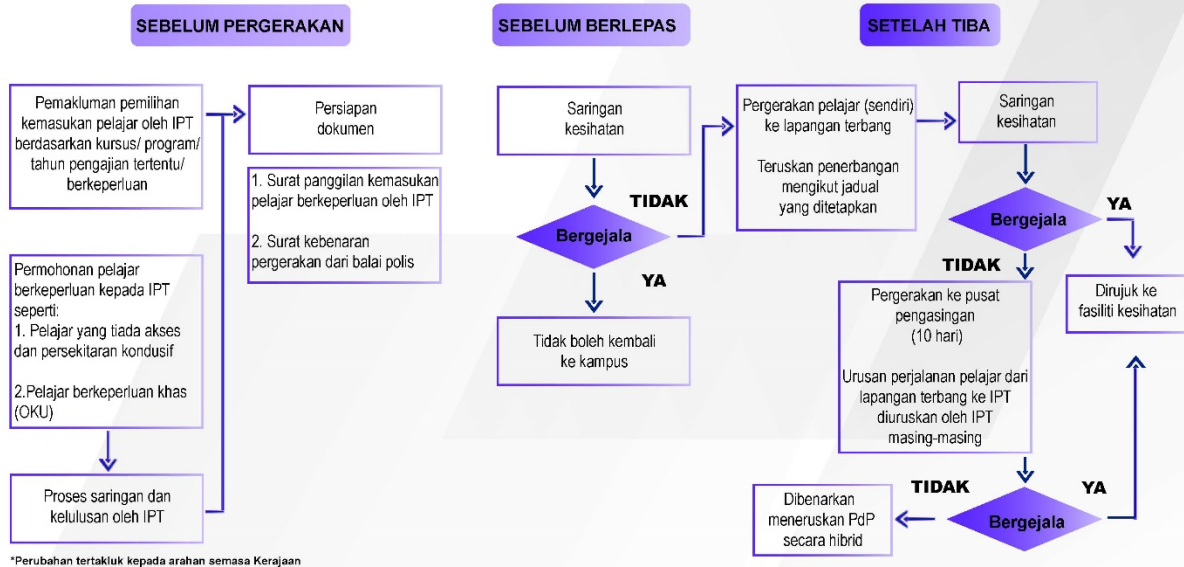 SEBELUM PERGERAKAN
Pemakluman pemilihan
kemasukan pelajar oleh IPT
berdasarkan kursus/ program/
tahun pengajian tertentu/
berkeperluan
Persiapan
dokumen
1. Surat panggilan kemasukan
pelajar berkeperluan oleh IPT
2. Surat kebenaran
pergerakan dari balai polis
Permohonan pelajar
berkeperluan kepada IPT
seperti:
1. Pelajar yang tiada akses
dan persekitaran kondusif
2.Pelajar berkeperluan khas
(OKU)
Proses saringan dan
kelulusan oleh IPT
SEBELUM BERLEPAS
Saringan
kesihatan
Bergejala
TIDAK
YA
Tidak boleh kembali
ke kampus
SETELAH TIBA
Pergerakan pelajar (sendiri)
ke lapangan terbang
Teruskan penerbangan
mengikut jadual
yang ditetapkan
Saringan
kesihatan
Bergejala
YA
TIDAK
Dirujuk ke
fasiliti kesihatan
Pergerakan ke pusat
pengasingan
(10 hari)
Urusan perjalanan pelajar dari
lapangan terbang ke IPT
diuruskan oleh IPT
masing-masing
Bergejala
TIDAK
YA
Dibenarkan
meneruskan PdP
secara hibrid
*Perubahan tertakluk kepada arahan semasa Kerajaan